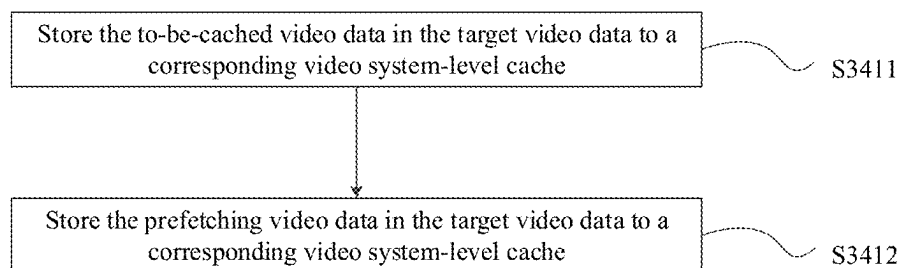 Store the to-be-cached video data in the target video data to a
corresponding video system-level cache
S3411
Store the prefetching video data in the target video data to a
corresponding video system-level cache
S3412